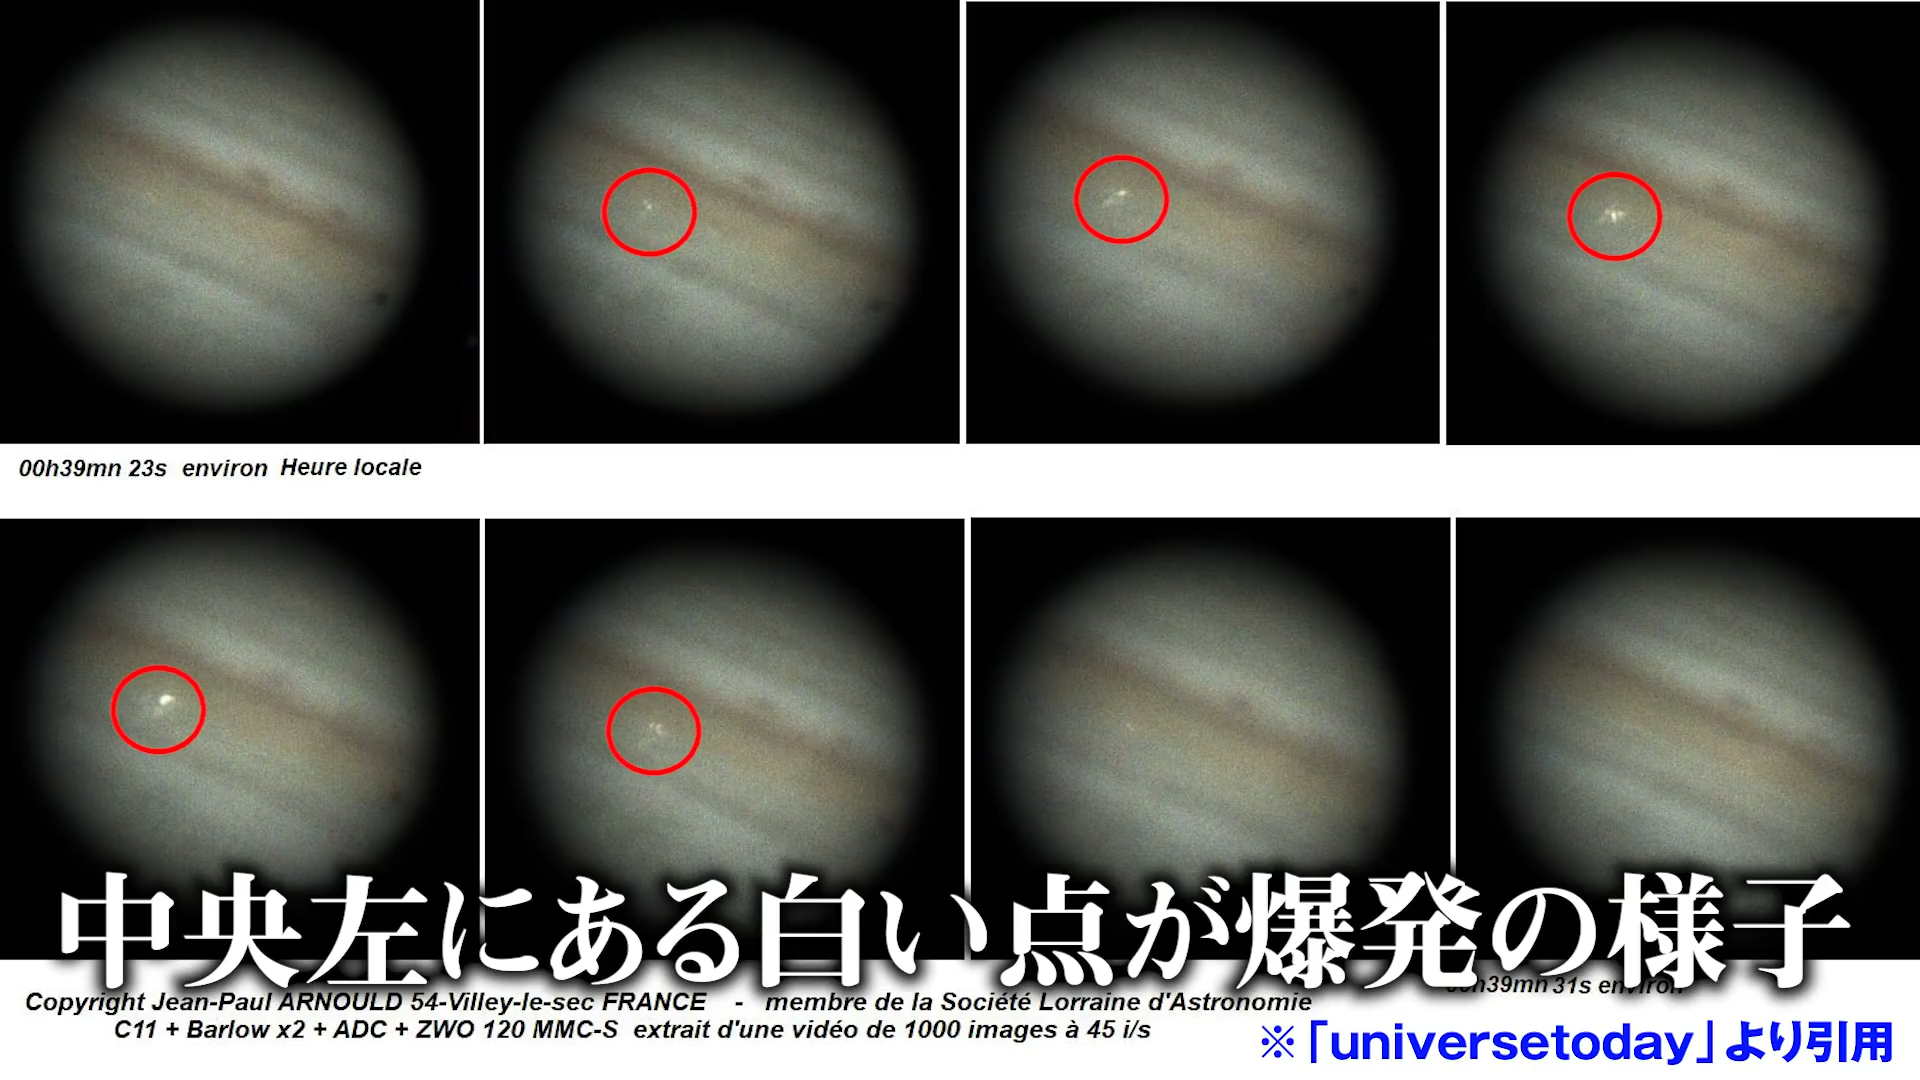 00h39mn 23s environ Heure locale
中央左にある白い点が爆発の様子
00h39mn 31s environ
Copyright Jean-Paul ARNOULD 54-Villey-le-sec FRANCE - membre de la Société Lorraine d'Astronomie
C11 + Barlow x2 + ADC + ZWO 120 MMC-S extrait d'une vidéo de 1000 images à 45 i/s
※「universetoday」より引用